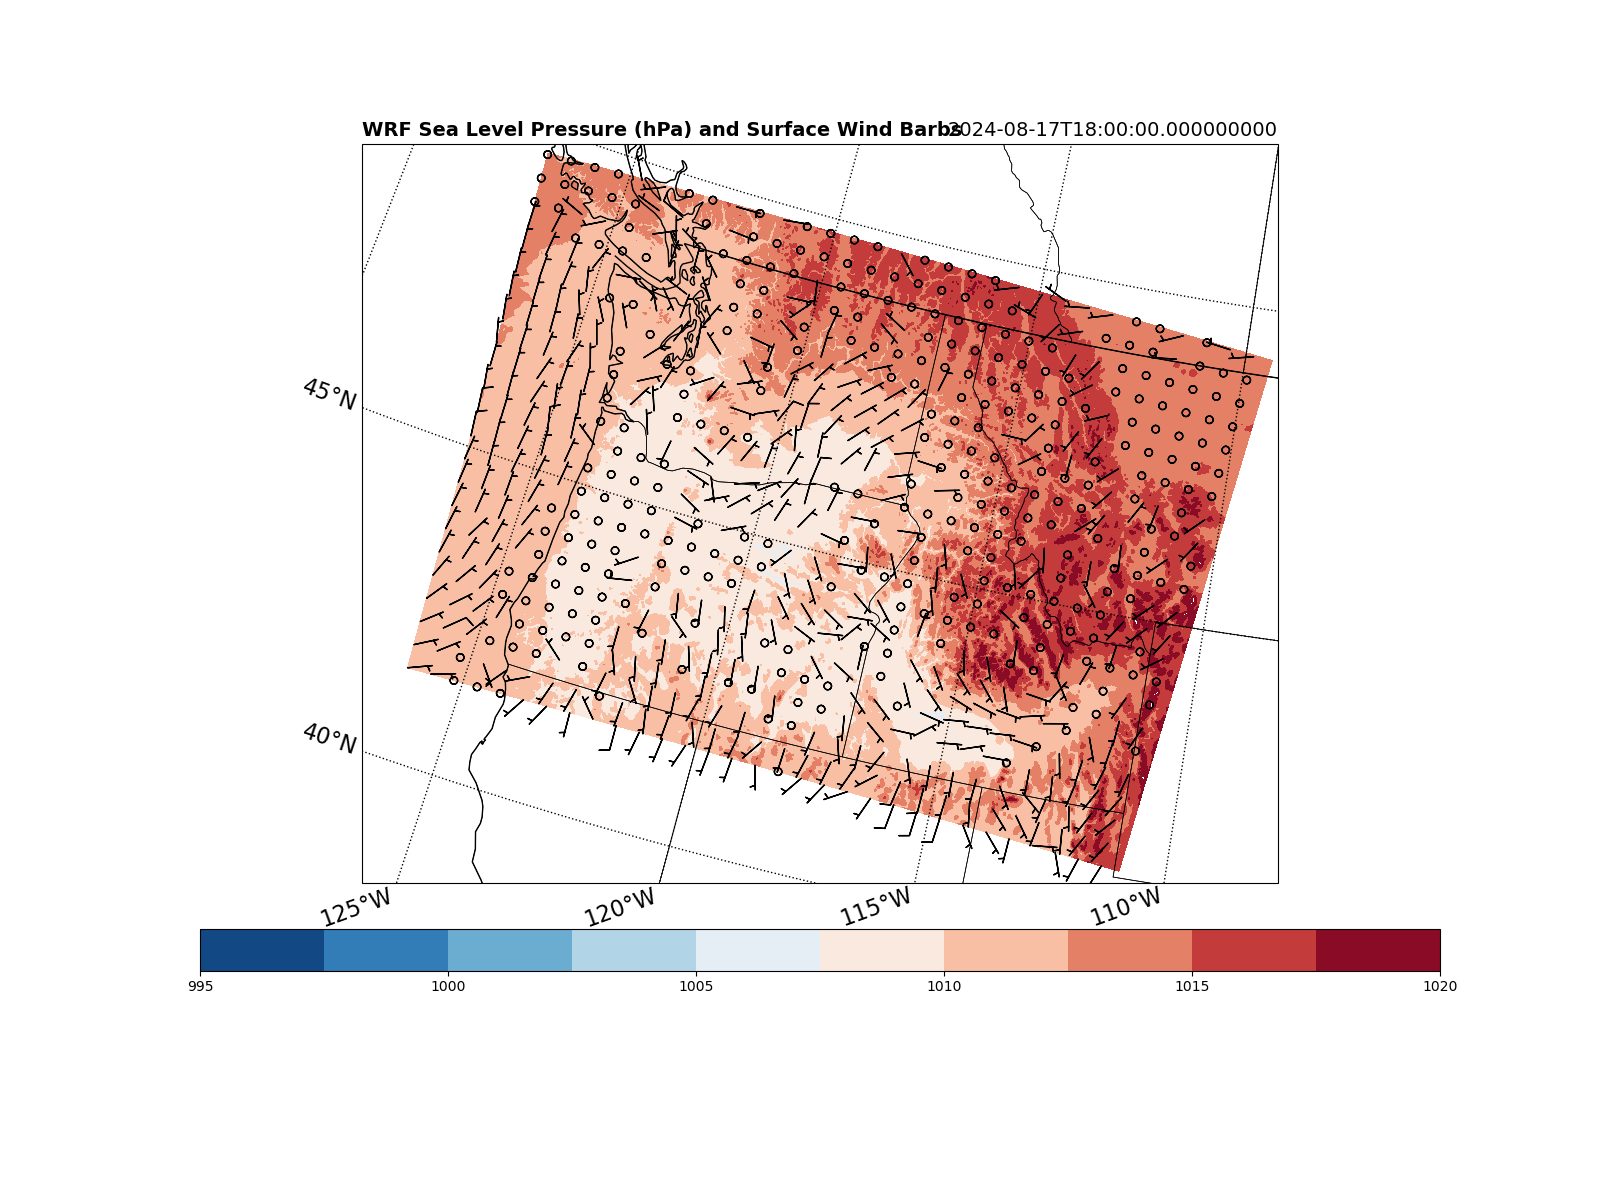 WRF Sea Level Pressure (hPa) and Surface Wind Barbs
2024-08-17T18:00:00.000000000
45°N
40°N
125°W 120°W 115°W 110°W
995 1000 1005 1010 1015 1020